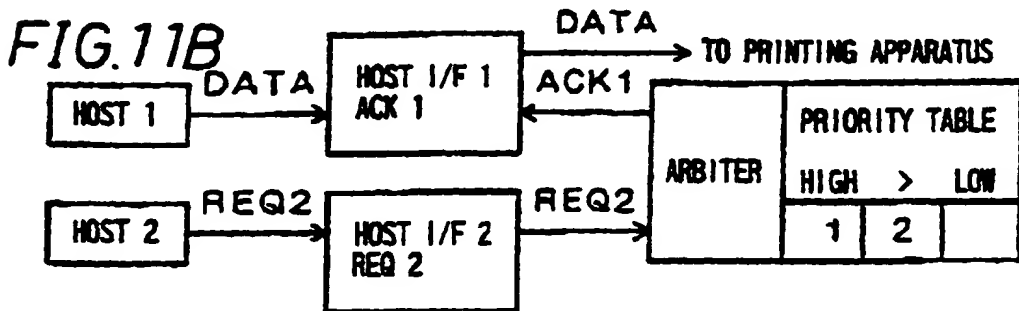 FIG.11B
DATA
TO PRINTING APPARATUS
HOST 1
DATA
HOST I/F 1
ACK 1
ACK1
HOST 2
REQ2
HOST I/F 2
REQ 2
REQ2
ARBITER
PRIORITY TABLE
HIGH > LOW
1 2